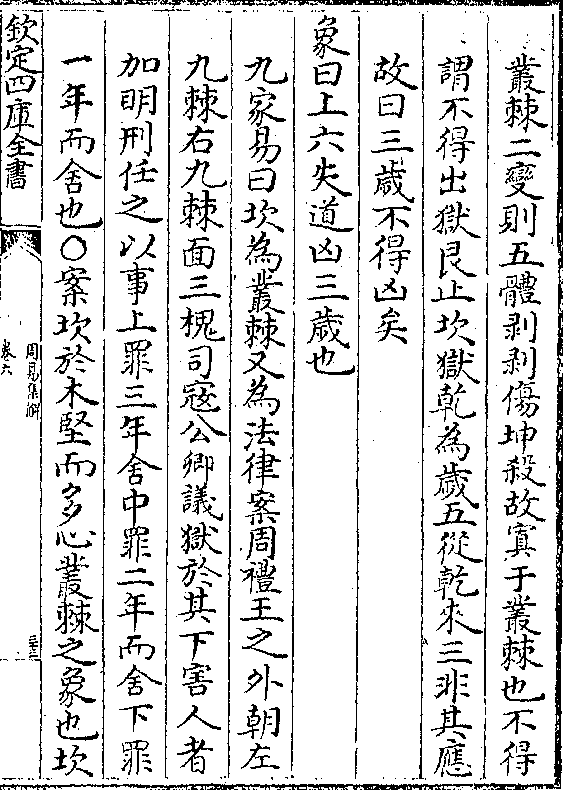 叢棘二變則五體剥剥傷坤殺故寘于叢棘也不得
謂不得出獄艮止坎獄乾為歲五從乾來三非其應
故曰三歲不得凶矣
象曰上六失道凶三歲也
九家易曰坎為叢棘又為法律案周禮王之外朝左
九棘右九棘面三槐司寇公卿議獄於其下害人者
加明刑任之以事上罪三年舍中罪二年而舍下罪
一年而舍也〇案坎於木堅而多心叢棘之象也坎
欽定四庫全書
周易集解
卷六